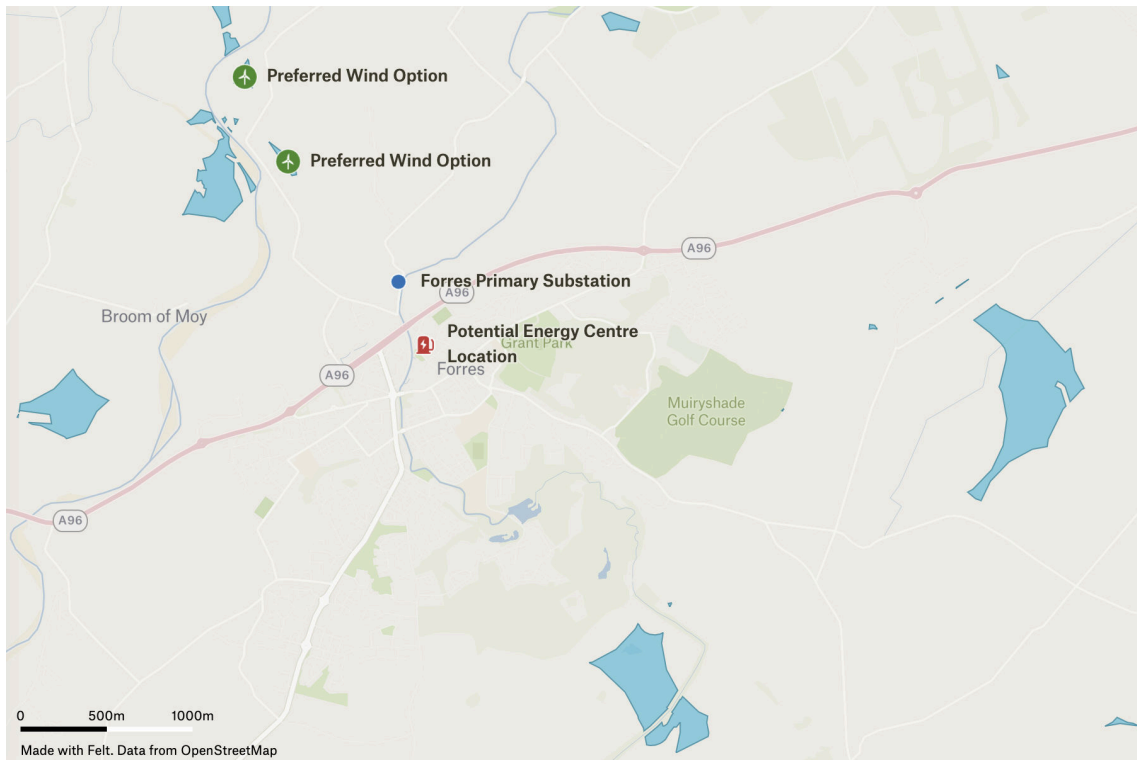 Preferred Wind Option
Preferred Wind Option
A96
Forres Primary Substation
A96
Broom of Moy
Potential Energy Centre
Location
Grant Park
Forres
A96
Muiryshade
Golf Course
A96
0 500m 1000m
Made with Felt. Data from OpenStreetMap